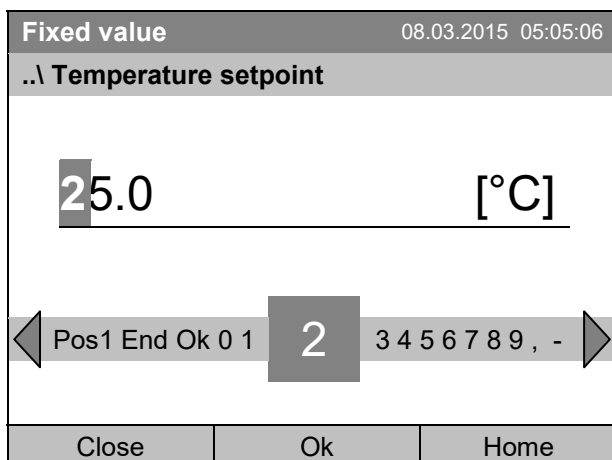 Fixed value 08.03.2015 05:05:06
..\ Temperature setpoint
25.0 [°C]
Pos1 End Ok 0 1 2 3 4 5 6 7 8 9 , -
Close Ok Home